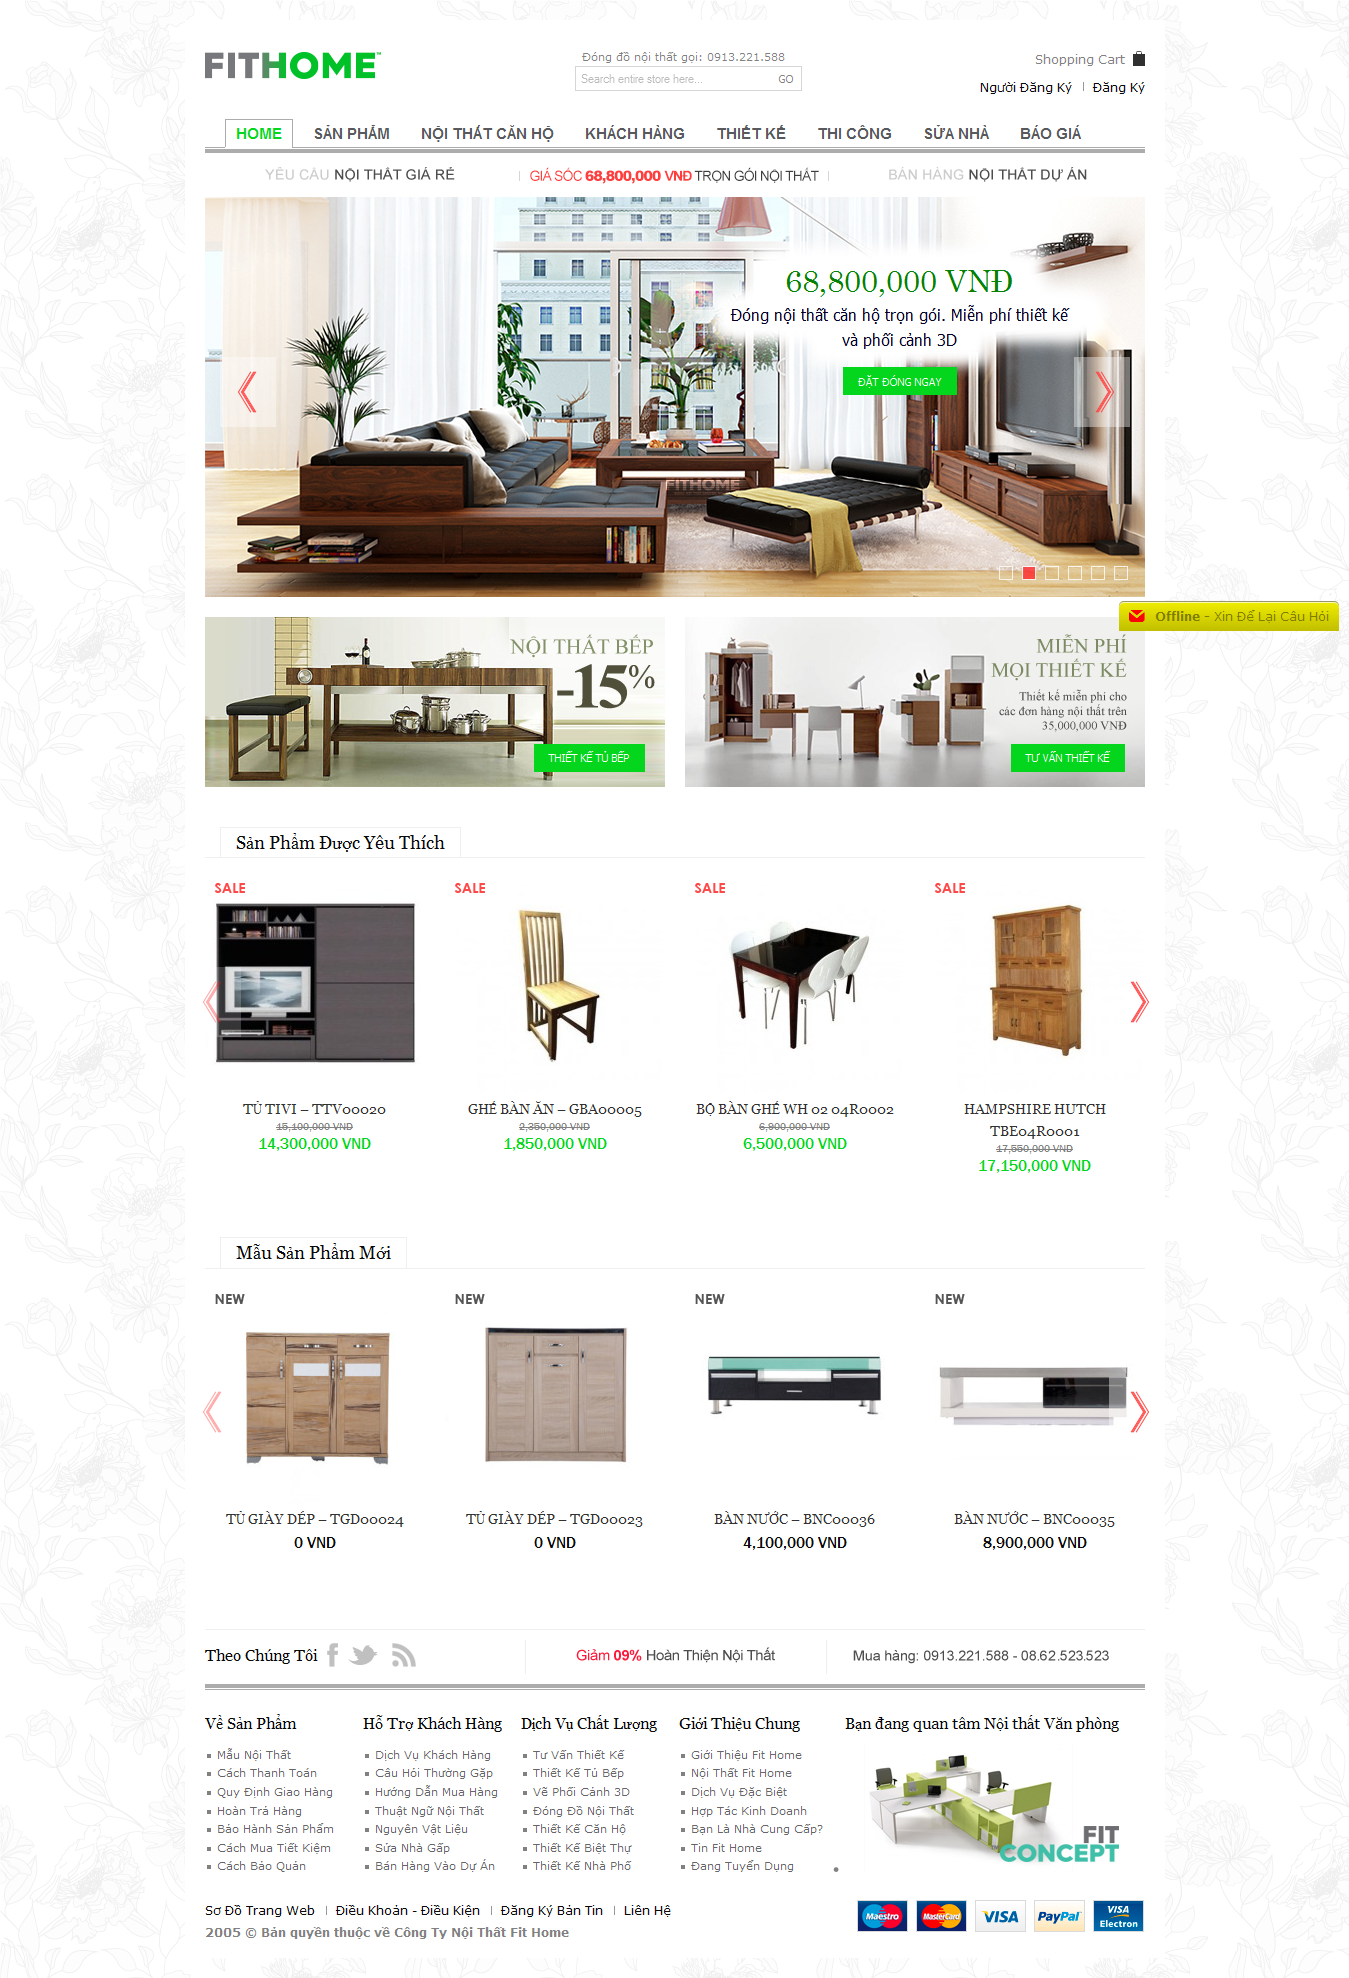 FITHOME™
Đóng đồ nội thất gọi: 0913.221.588
Search entire store here...
GO
Shopping Cart
Người Đăng Ký
Đăng Ký
HOME
SẢN PHẨM
NỘI THẤT CĂN HỘ
KHÁCH HÀNG
THIẾT KẾ
THI CÔNG
SỬA NHÀ
BÁO GIÁ
YÊU CẦU NỘI THẤT GIÁ RẺ
GIÁ SỐC 68,800,000 VNĐ TRỌN GÓI NỘI THẤT
BÁN HÀNG NỘI THẤT DỰ ÁN
68,800,000 VNĐ
Đóng nội thất căn hộ trọn gói. Miễn phí thiết kế
và phối cảnh 3D
ĐẶT ĐÓNG NGAY
FITHOME
Offline - Xin Để Lại Câu Hỏi
NỘI THẤT BẾP
-15%
THIẾT KẾ TỦ BẾP
MIỄN PHÍ
MỌI THIẾT KẾ
Thiết kế miễn phí cho
các đơn hàng nội thất trên
35,000,000 VNĐ
TƯ VẤN THIẾT KẾ
Sản Phẩm Được Yêu Thích
SALE
SALE
SALE
SALE
TỦ TIVI – TTV00020
15,100,000 VND
14,300,000 VND
GHẾ BÀN ĂN – GBA00005
2,350,000 VND
1,850,000 VND
BỘ BÀN GHẾ WH 02 04R0002
6,900,000 VND
6,500,000 VND
HAMPSHIRE HUTCH
TBE04R0001
17,550,000 VND
17,150,000 VND
Mẫu Sản Phẩm Mới
NEW
NEW
NEW
NEW
TỦ GIÀY DÉP – TGD00024
0 VND
TỦ GIÀY DÉP – TGD00023
0 VND
BÀN NƯỚC – BNC00036
4,100,000 VND
BÀN NƯỚC – BNC00035
8,900,000 VND
Theo Chúng Tôi
Giảm 09% Hoàn Thiện Nội Thất
Mua hàng: 0913.221.588 - 08.62.523.523
Về Sản Phẩm
Mẫu Nội Thất
Cách Thanh Toán
Quy Định Giao Hàng
Hoàn Trả Hàng
Bảo Hành Sản Phẩm
Cách Mua Tiết Kiệm
Cách Bảo Quản
Hỗ Trợ Khách Hàng
Dịch Vụ Khách Hàng
Câu Hỏi Thường Gặp
Hướng Dẫn Mua Hàng
Thuật Ngữ Nội Thất
Nguyên Vật Liệu
Sửa Nhà Gấp
Bán Hàng Vào Dự Án
Dịch Vụ Chất Lượng
Tư Vấn Thiết Kế
Thiết Kế Tủ Bếp
Vẽ Phối Cảnh 3D
Đóng Đồ Nội Thất
Thiết Kế Căn Hộ
Thiết Kế Biệt Thự
Thiết Kế Nhà Phố
Giới Thiệu Chung
Giới Thiệu Fit Home
Nội Thất Fit Home
Dịch Vụ Đặc Biệt
Hợp Tác Kinh Doanh
Bạn Là Nhà Cung Cấp?
Tin Fit Home
Đang Tuyển Dụng
Bạn đang quan tâm Nội thất Văn phòng
FIT
CONCEPT
Sơ Đồ Trang Web
Điều Khoản - Điều Kiện
Đăng Ký Bản Tin
Liên Hệ
2005 © Bản quyền thuộc về Công Ty Nội Thất Fit Home
Maestro
MasterCard
VISA
PayPal
VISA
Electron